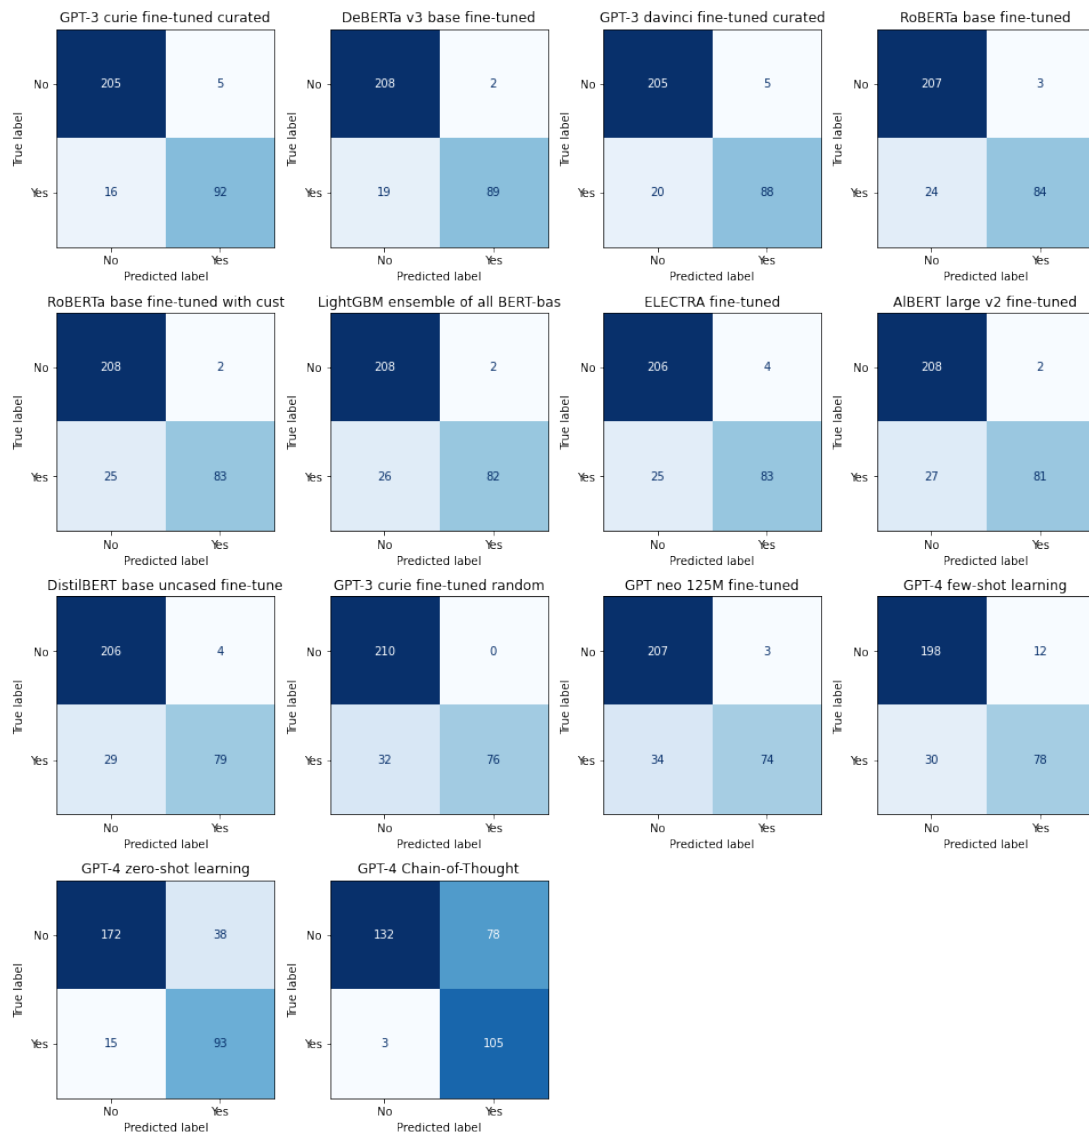 GPT-3 curie fine-tuned curated
No
205
5
True label
Yes
16
92
No
Yes
Predicted label
DeBERTa v3 base fine-tuned
No
208
2
True label
Yes
19
89
No
Yes
Predicted label
GPT-3 davinci fine-tuned curated
No
205
5
True label
Yes
20
88
No
Yes
Predicted label
RoBERTa base fine-tuned
No
207
3
True label
Yes
24
84
No
Yes
Predicted label
RoBERTa base fine-tuned with cust
No
208
2
True label
Yes
25
83
No
Yes
Predicted label
LightGBM ensemble of all BERT-bas
No
208
2
True label
Yes
26
82
No
Yes
Predicted label
ELECTRA fine-tuned
No
206
4
True label
Yes
25
83
No
Yes
Predicted label
AlBERT large v2 fine-tuned
No
208
2
True label
Yes
27
81
No
Yes
Predicted label
DistilBERT base uncased fine-tune
No
206
4
True label
Yes
29
79
No
Yes
Predicted label
GPT-3 curie fine-tuned random
No
210
0
True label
Yes
32
76
No
Yes
Predicted label
GPT neo 125M fine-tuned
No
207
3
True label
Yes
34
74
No
Yes
Predicted label
GPT-4 few-shot learning
No
198
12
True label
Yes
30
78
No
Yes
Predicted label
GPT-4 zero-shot learning
No
172
38
True label
Yes
15
93
No
Yes
Predicted label
GPT-4 Chain-of-Thought
No
132
78
True label
Yes
3
105
No
Yes
Predicted label